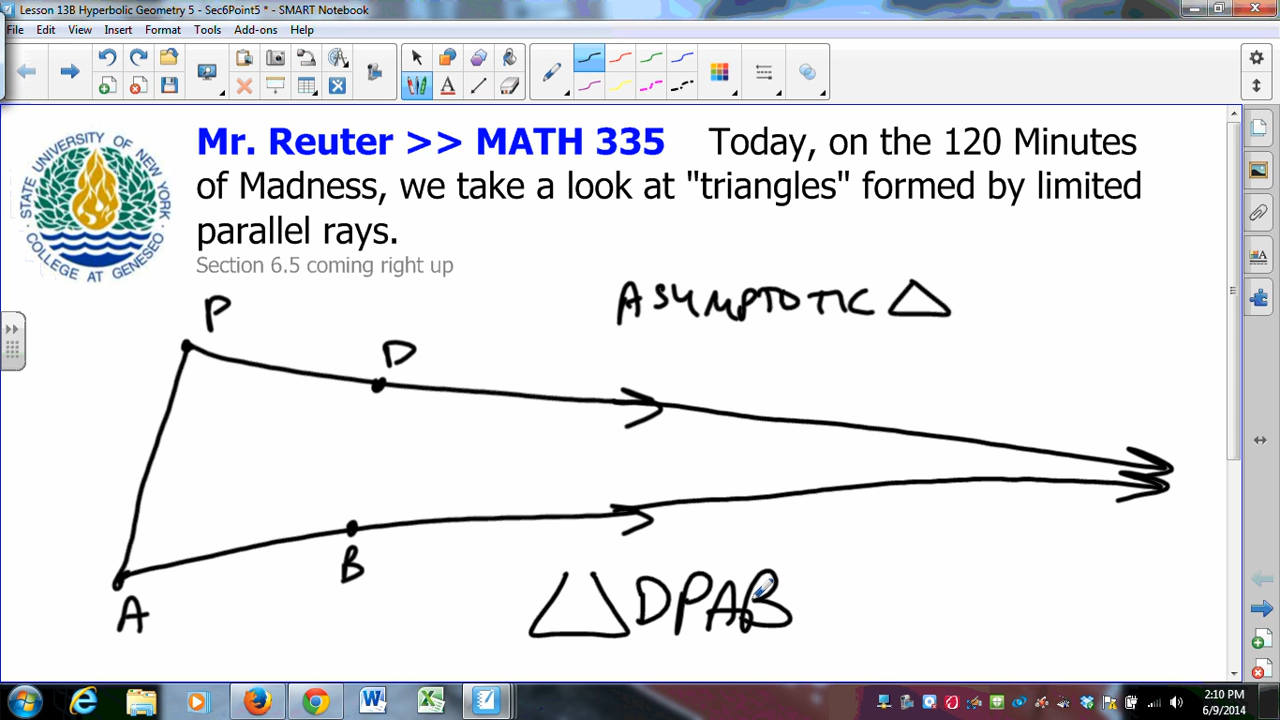 Lesson 13B Hyperbolic Geometry 5 - Sec6Point5 * - SMART Notebook
File Edit View Insert Format Tools Add-ons Help
STATE UNIVERSITY OF NEW YORK
COLLEGE AT GENESEO
Mr. Reuter >> MATH 335 Today, on the 120 Minutes
of Madness, we take a look at "triangles" formed by limited
parallel rays.
Section 6.5 coming right up
ASYMPTOTIC △
P
D
B
A
DPAB
2:10 PM
6/9/2014